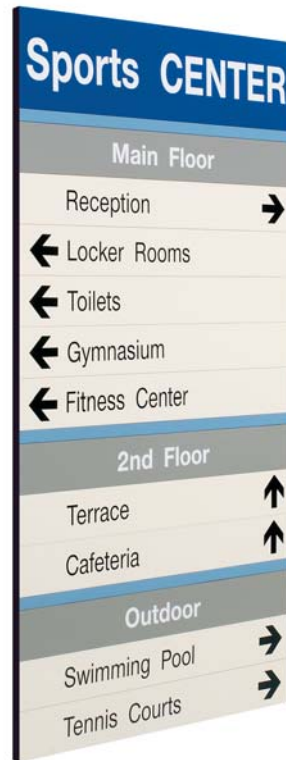 Sports CENTER
Main Floor
Reception →
← Locker Rooms
← Toilets
← Gymnasium
← Fitness Center
2nd Floor
Terrace ↑
Cafeteria ↑
Outdoor
Swimming Pool →
Tennis Courts →